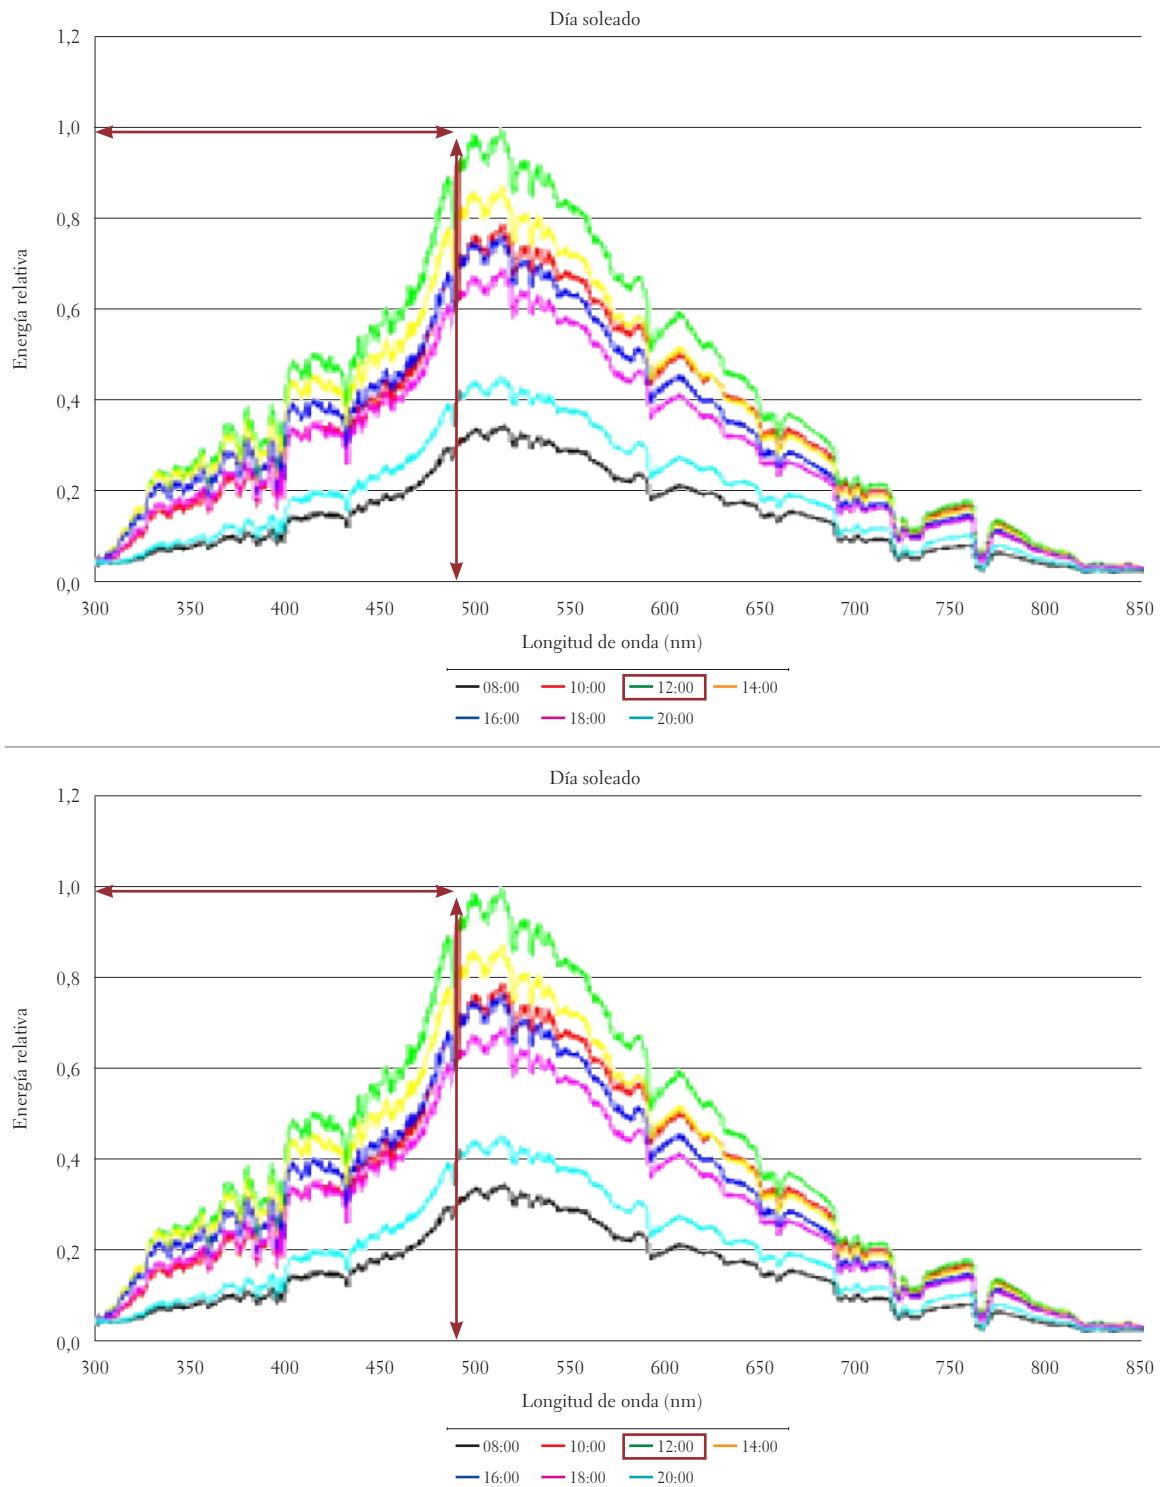 Día soleado
1,2
1,0
0,8
0,6
0,4
0,2
0,0
Energía relativa
300 350 400 450 500 550 600 650 700 750 800 850
Longitud de onda (nm)
08:00 10:00 12:00 14:00
16:00 18:00 20:00
Día soleado
1,2
1,0
0,8
0,6
0,4
0,2
0,0
Energía relativa
300 350 400 450 500 550 600 650 700 750 800 850
Longitud de onda (nm)
08:00 10:00 12:00 14:00
16:00 18:00 20:00